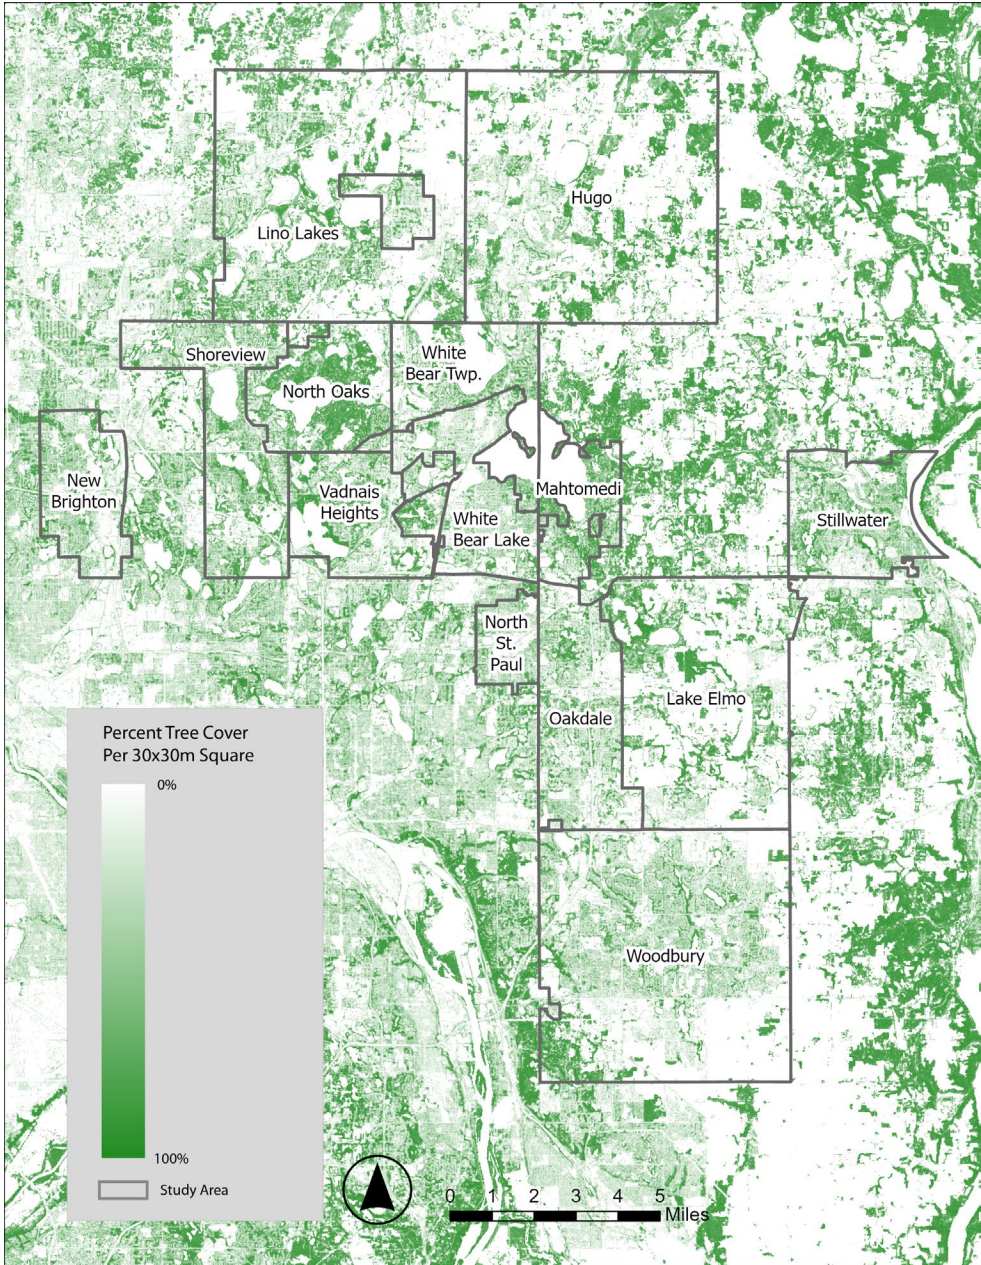 Hugo
Lino Lakes
Shoreview
White
Bear Twp.
North Oaks
New
Brighton
Vadnais
Heights
Mahtomedi
White
Bear Lake
Stillwater
North
St.
Paul
Lake Elmo
Oakdale
Woodbury
Percent Tree Cover
Per 30x30m Square
0%
100%
Study Area
0 1 2 3 4 5
Miles